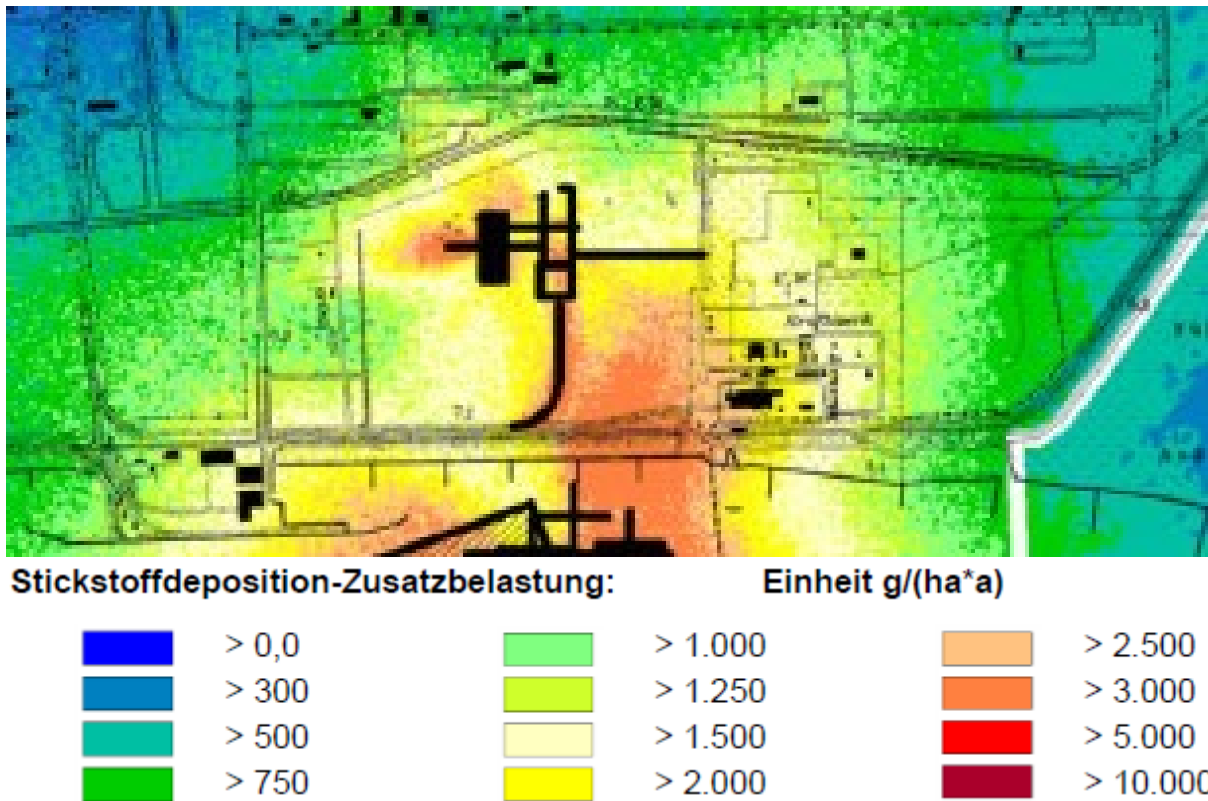 Stickstoffdeposition-Zusatzbelastung: Einheit g/(ha*a)
> 0,0 > 1.000 > 2.500
> 300 > 1.250 > 3.000
> 500 > 1.500 > 5.000
> 750 > 2.000 > 10.000